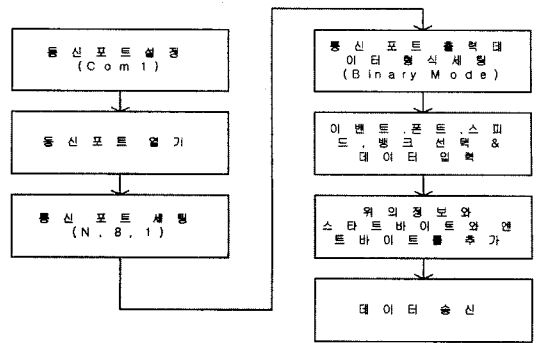 통 신 포 트 설 정
( C o m 1 )
통 신 포 트 열 기
통 신 포 트 세 팅
( N , 8 , 1 )
통 신 포 트 출 력 데
이 터 형 식 세 팅
( B i n a r y M o d e )
이 벤 트 , 폰 트 , 스 피
드 , 뱅 크 선 택 &
데 이 터 입 력
위 의 정 보 와
스 타 트 바 이 트 와 엔
트 바 이 트 를 추 가
데 이 터 송 신